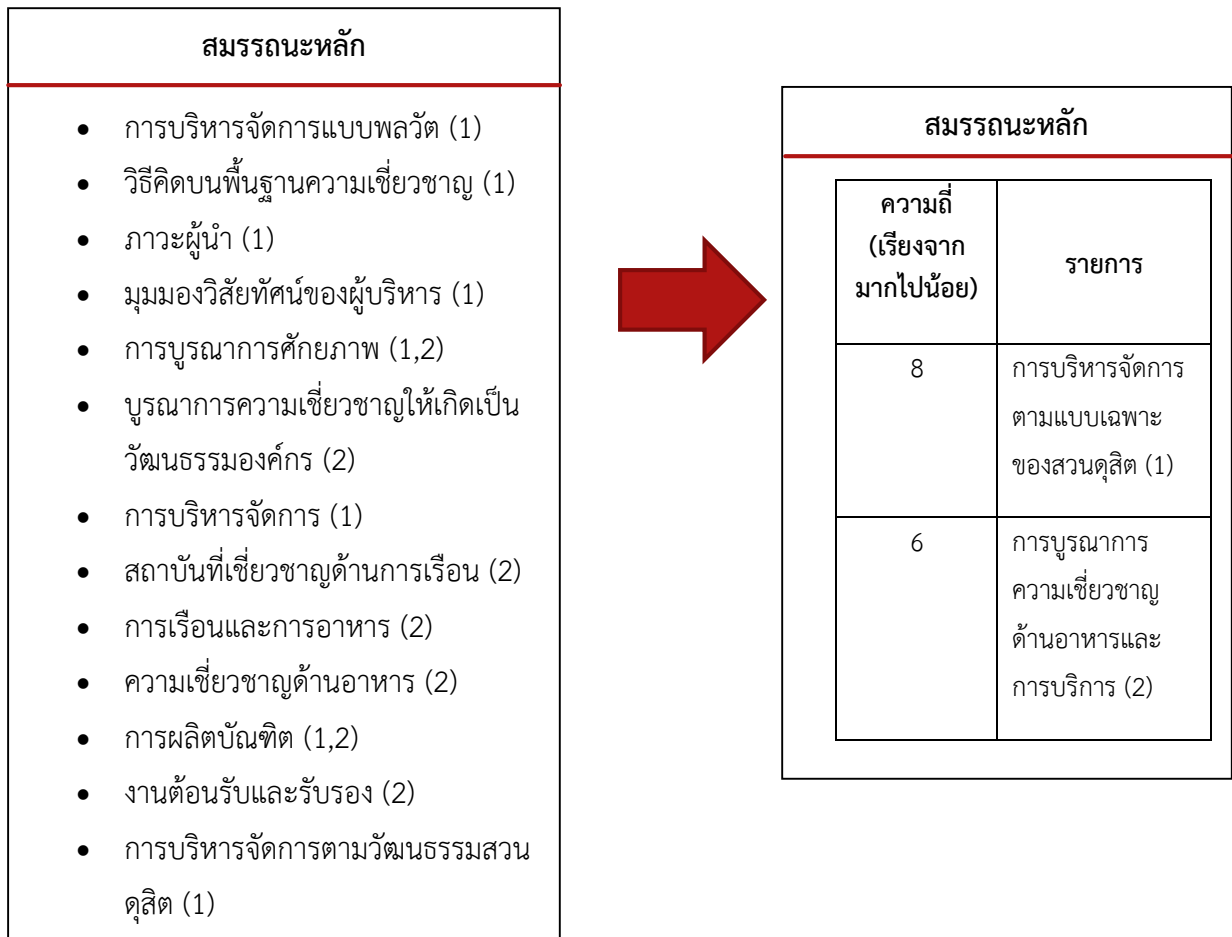 สมรรถนะหลัก
• การบริหารจัดการแบบพลวัต (1)
• วิธีคิดบนพื้นฐานความเชี่ยวชาญ (1)
• ภาวะผู้นำ (1)
• มุมมองวิสัยทัศน์ของผู้บริหาร (1)
• การบูรณาการศักยภาพ (1,2)
• บูรณาการความเชี่ยวชาญให้เกิดเป็น
วัฒนธรรมองค์กร (2)
• การบริหารจัดการ (1)
• สถาบันที่เชี่ยวชาญด้านการเรือน (2)
• การเรือนและการอาหาร (2)
• ความเชี่ยวชาญด้านอาหาร (2)
• การผลิตบัณฑิต (1,2)
• งานต้อนรับและรับรอง (2)
• การบริหารจัดการตามวัฒนธรรมสวน
ดุสิต (1)
สมรรถนะหลัก
ความถี่
(เรียงจาก
มากไปน้อย)
รายการ
8
การบริหารจัดการ
ตามแบบเฉพาะ
ของสวนดุสิต (1)
6
การบูรณาการ
ความเชี่ยวชาญ
ด้านอาหารและ
การบริการ (2)